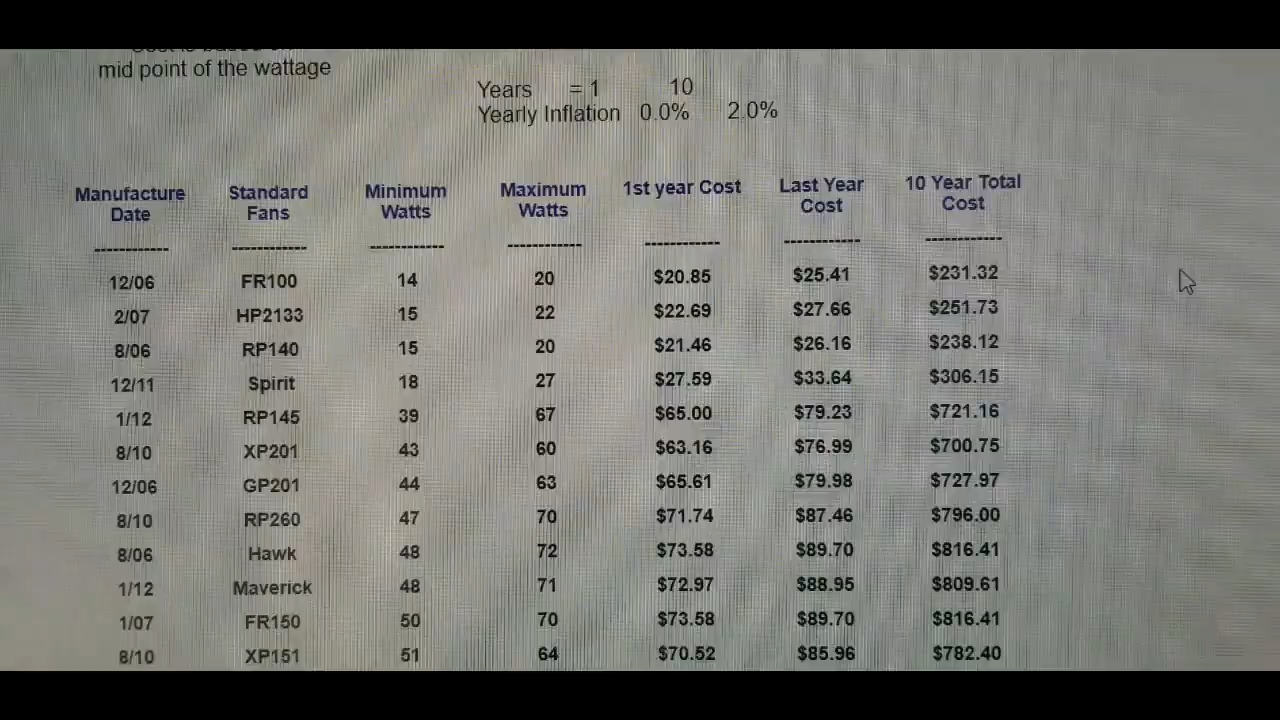 mid point of the wattage
Years = 1 10
Yearly Inflation 0.0% 2.0%
Manufacture Date Standard Fans Minimum Watts Maximum Watts 1st year Cost Last Year Cost 10 Year Total Cost
------------ ------------ ------------ ------------ ------------ ------------ ------------
12/06 FR100 14 20 $20.85 $25.41 $231.32
2/07 HP2133 15 22 $22.69 $27.66 $251.73
8/06 RP140 15 20 $21.46 $26.16 $238.12
12/11 Spirit 18 27 $27.59 $33.64 $306.15
1/12 RP145 39 67 $65.00 $79.23 $721.16
8/10 XP201 43 60 $63.16 $76.99 $700.75
12/06 GP201 44 63 $65.61 $79.98 $727.97
8/10 RP260 47 70 $71.74 $87.46 $796.00
8/06 Hawk 48 72 $73.58 $89.70 $816.41
1/12 Maverick 48 71 $72.97 $88.95 $809.61
1/07 FR150 50 70 $73.58 $89.70 $816.41
8/10 XP151 51 64 $70.52 $85.96 $782.40